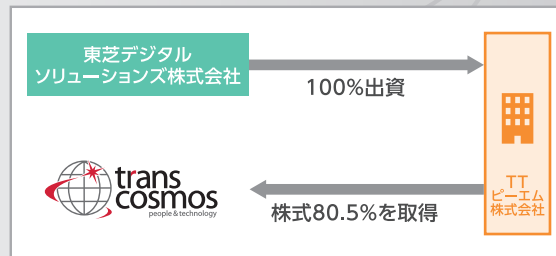 東芝デジタル
ソリューションズ株式会社
100%出資
TT
ピーエム
株式会社
trans
cosmos
people & technology
株式80.5%を取得